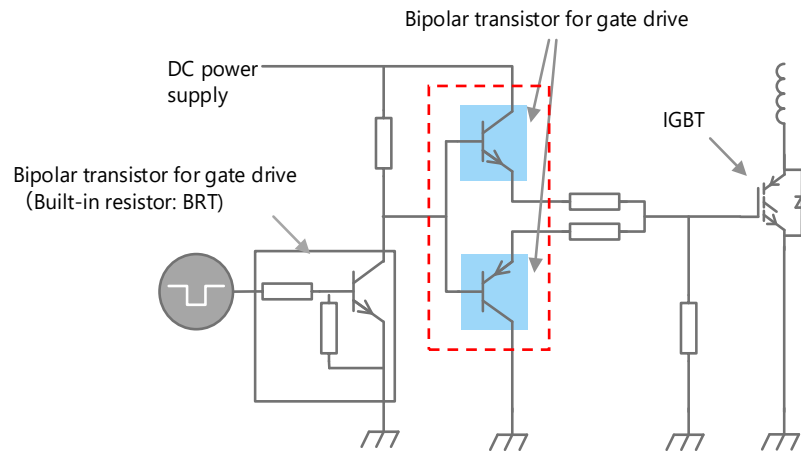 Bipolar transistor for gate drive
DC power
supply
IGBT
Bipolar transistor for gate drive
（Built-in resistor: BRT)